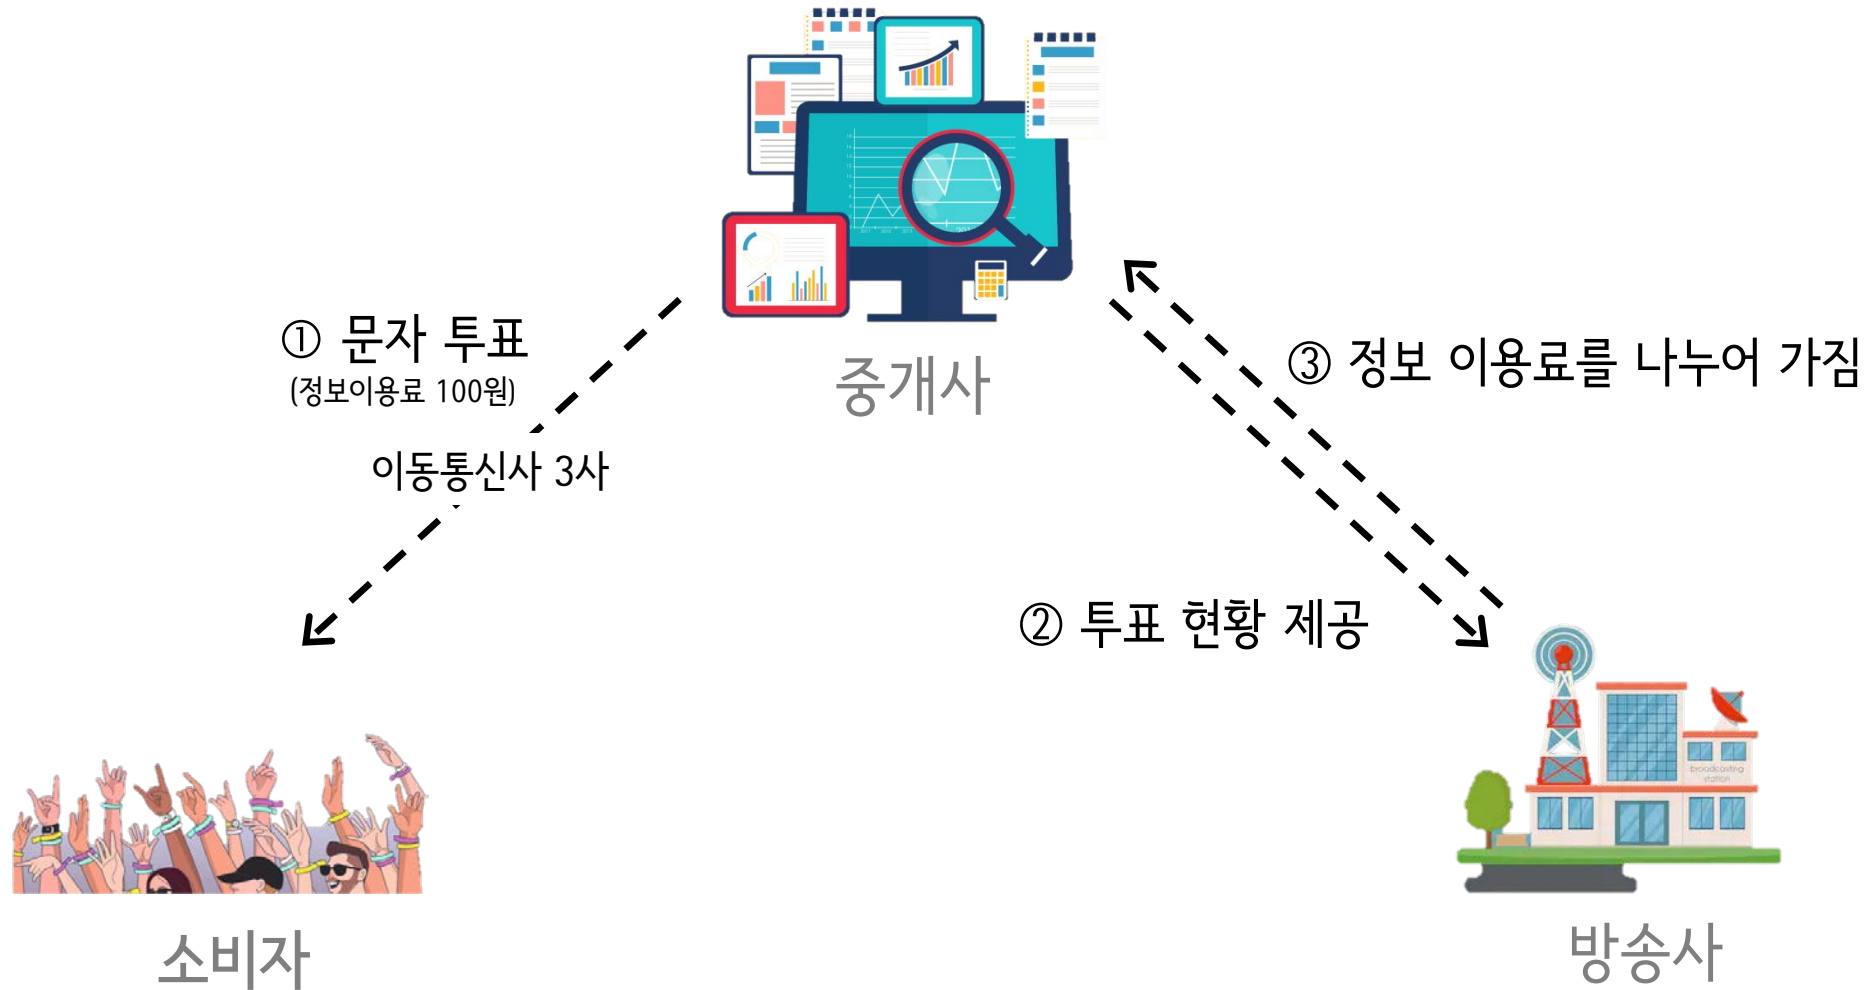 중개사
① 문자 투표
(정보이용료 100원)
이동통신사 3사
③ 정보 이용료를 나누어 가짐
② 투표 현황 제공
broadcasting
station
소비자
방송사